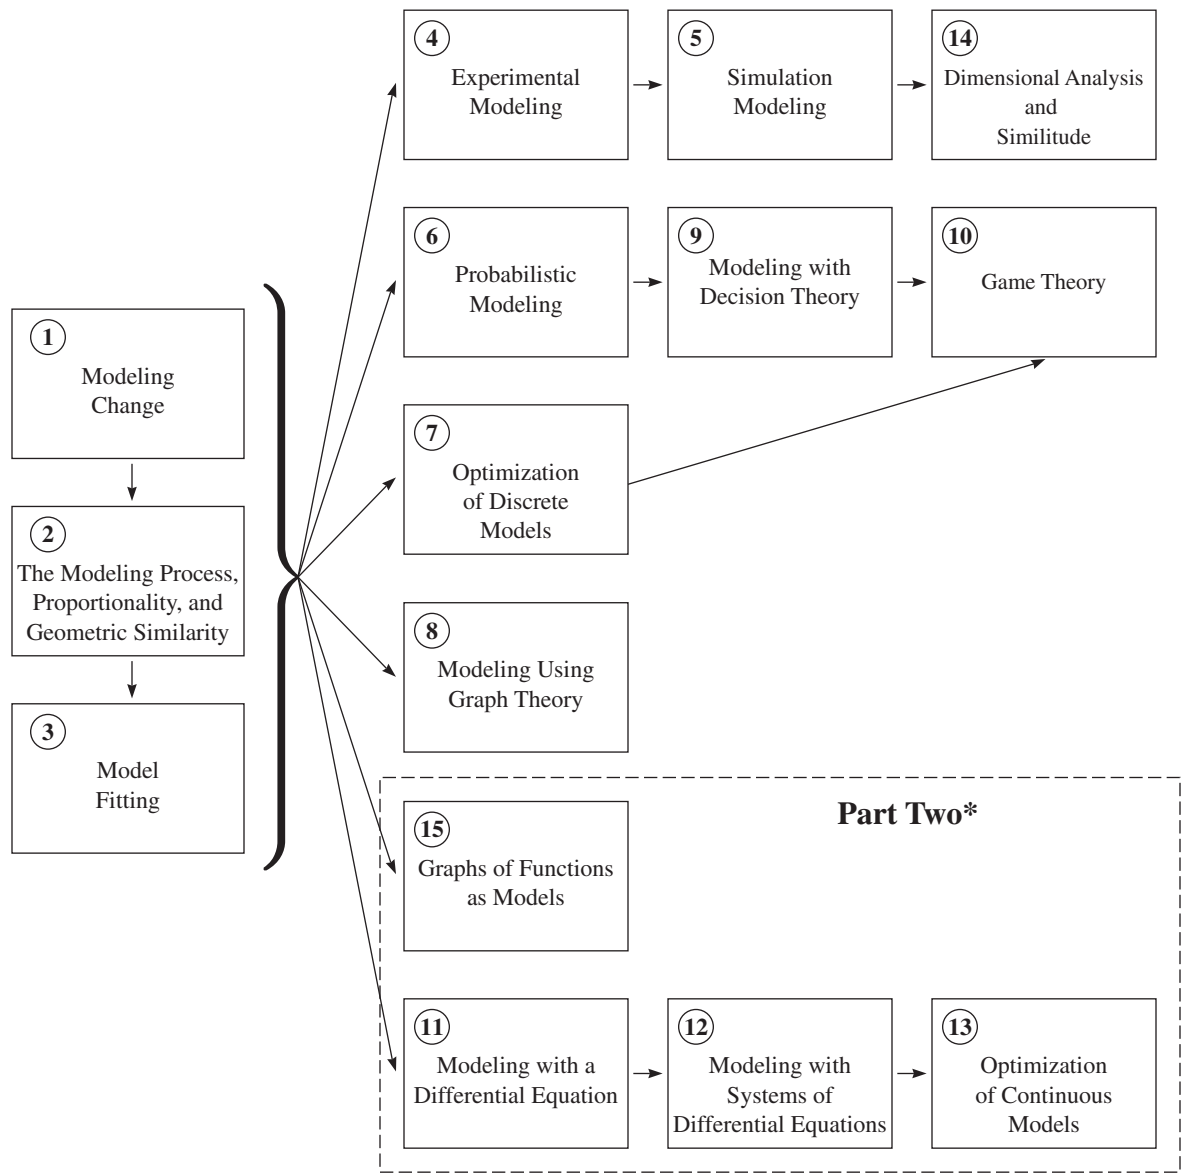 1
Modeling
Change
2
The Modeling Process,
Proportionality, and
Geometric Similarity
3
Model
Fitting
4
Experimental
Modeling
5
Simulation
Modeling
14
Dimensional Analysis
and
Similitude
6
Probabilistic
Modeling
9
Modeling with
Decision Theory
10
Game Theory
7
Optimization
of Discrete
Models
8
Modeling Using
Graph Theory
Part Two*
15
Graphs of Functions
as Models
11
Modeling with a
Differential Equation
12
Modeling with
Systems of
Differential Equations
13
Optimization
of Continuous
Models